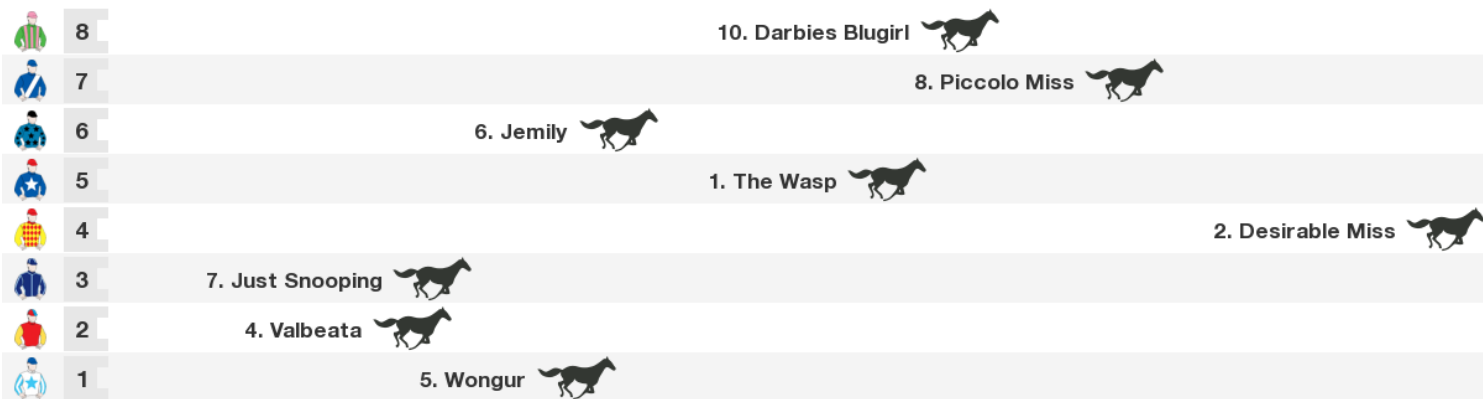 8 10. Darbies Blugirl
7 8. Piccolo Miss
6 6. Jemily
5 1. The Wasp
4 2. Desirable Miss
3 7. Just Snooping
2 4. Valbeata
1 5. Wongur